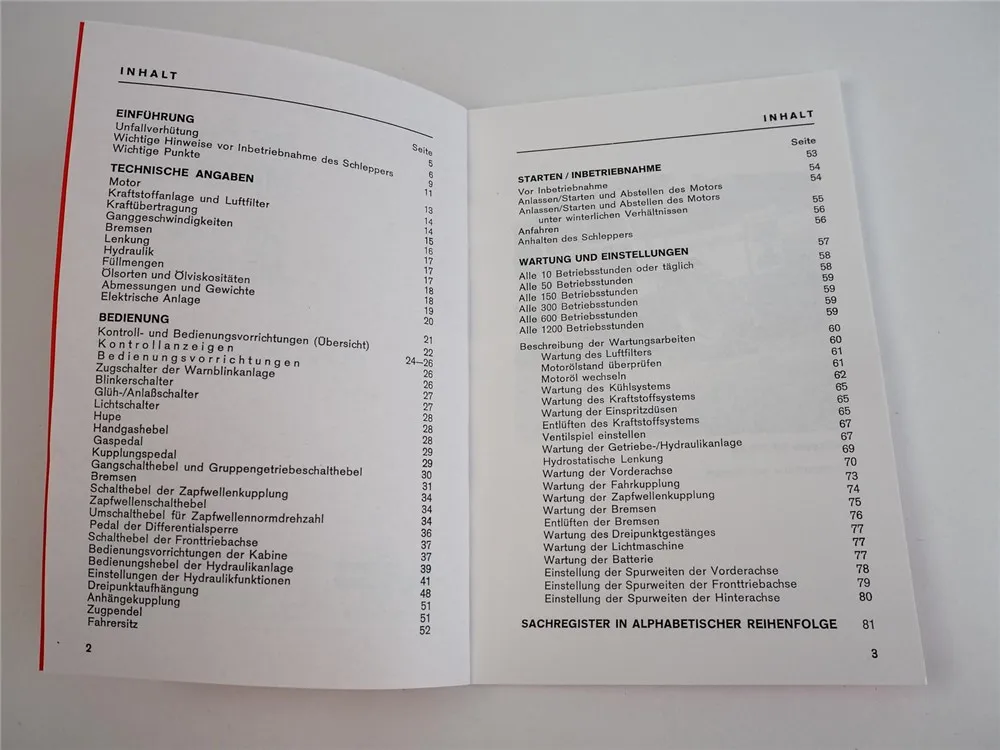 INHALT
Seite
EINFÜHRUNG 5
Unfallverhütung 6
Wichtige Hinweise vor Inbetriebnahme des Schleppers 9
Wichtige Punkte 11
TECHNISCHE ANGABEN 13
Motor 14
Kraftstoffanlage und Luftfilter 14
Kraftübertragung 15
Ganggeschwindigkeiten 16
Bremsen 17
Lenkung 17
Hydraulik 17
Füllmengen 18
Ölsorten und Ölviskositäten 18
Abmessungen und Gewichte 19
Elektrische Anlage 20
BEDIENUNG 21
Kontroll- und Bedienungsvorrichtungen (Übersicht) 22
Kontrollanzeigen 24—26
Bedienungsvorrichtungen 26
Zugschalter der Warnblinkanlage 26
Blinkerschalter 27
Glüh-/Anlaßschalter 27
Lichtschalter 28
Hupe 28
Handgashebel 28
Gaspedal 29
Kupplungspedal 29
Gangschalthebel und Gruppengetriebeschalthebel 30
Bremsen 31
Schalthebel der Zapfwellenkupplung 34
Zapfwellenschalthebel 34
Umschalthebel für Zapfwellennormdrehzahl 34
Pedal der Differentialsperre 36
Schalthebel der Fronttriebachse 37
Bedienungsvorrichtungen der Kabine 37
Bedienungshebel der Hydraulikanlage 39
Einstellungen der Hydraulikfunktionen 41
Dreipunktaufhängung 48
Anhängekupplung 51
Zugpendel 51
Fahrersitz 52
2
INHALT
Seite
STARTEN / INBETRIEBNAHME 53
Vor Inbetriebnahme 54
Anlassen/Starten und Abstellen des Motors 54
Anlassen/Starten und Abstellen des Motors
unter winterlichen Verhältnissen 55
Anfahren 56
Anhalten des Schleppers 56
WARTUNG UND EINSTELLUNGEN 57
Alle 10 Betriebsstunden oder täglich 58
Alle 50 Betriebsstunden 58
Alle 150 Betriebsstunden 59
Alle 300 Betriebsstunden 59
Alle 600 Betriebsstunden 59
Alle 1200 Betriebsstunden 59
Beschreibung der Wartungsarbeiten 60
Wartung des Luftfilters 60
Motorölstand überprüfen 61
Motoröl wechseln 61
Wartung des Kühlsystems 62
Wartung des Kraftstoffsystems 65
Wartung der Einspritzdüsen 65
Entlüften des Kraftstoffsystems 65
Ventilspiel einstellen 67
Wartung der Getriebe-/Hydraulikanlage 67
Hydrostatische Lenkung 69
Wartung der Vorderachse 70
Wartung der Fahrkupplung 73
Wartung der Zapfwellenkupplung 74
Wartung der Bremsen 75
Entlüften der Bremsen 76
Wartung des Dreipunktgestänges 77
Wartung der Lichtmaschine 77
Wartung der Batterie 77
Einstellung der Spurweiten der Vorderachse 78
Einstellung der Spurweiten der Fronttriebachse 79
Einstellung der Spurweiten der Hinterachse 80
SACHREGISTER IN ALPHABETISCHER REIHENFOLGE 81
3